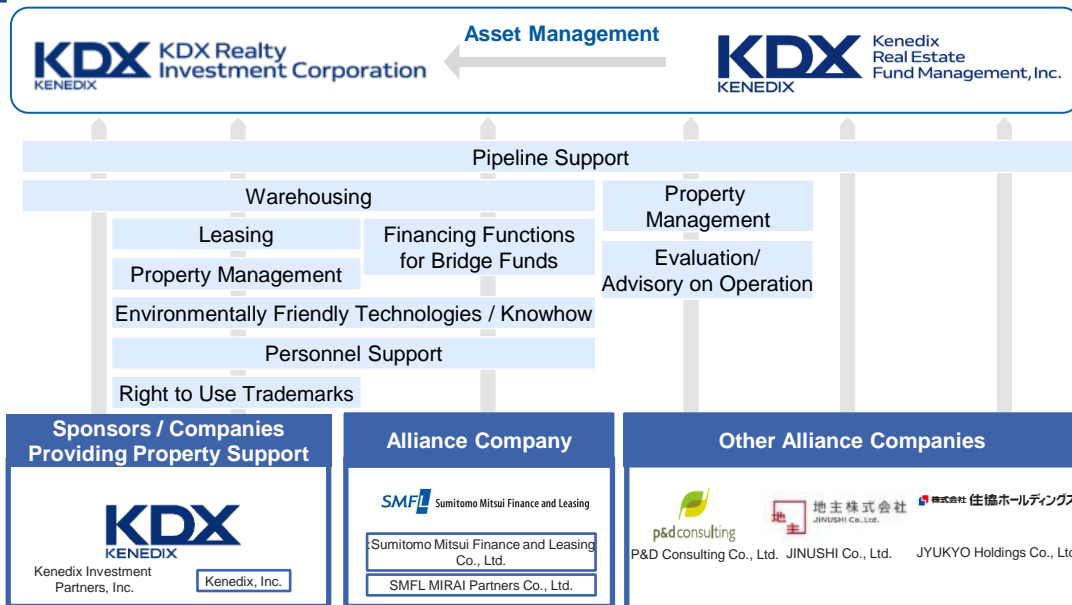 KDX KDX Realty
Investment Corporation
KENEDIX
Asset Management
KDX Kenedix
Real Estate
Fund Management, Inc.
KENEDIX
Pipeline Support
Warehousing
Property
Management
Leasing
Financing Functions
for Bridge Funds
Property Management
Evaluation/
Advisory on Operation
Environmentally Friendly Technologies / Knowhow
Personnel Support
Right to Use Trademarks
Sponsors / Companies
Providing Property Support
KDX
KENEDIX
Kenedix Investment
Partners, Inc.
Kenedix, Inc.
Alliance Company
SMFL Sumitomo Mitsui Finance and Leasing
:Sumitomo Mitsui Finance and Leasing
Co., Ltd.
SMFL MIRAI Partners Co., Ltd.
Other Alliance Companies
p&d consulting
P&D Consulting Co., Ltd.
地主
地主株式会社
JINUSHI Co., Ltd.
JINUSHI Co., Ltd.
株式会社 住協ホールディングス
JYUKYO Holdings Co., Ltd